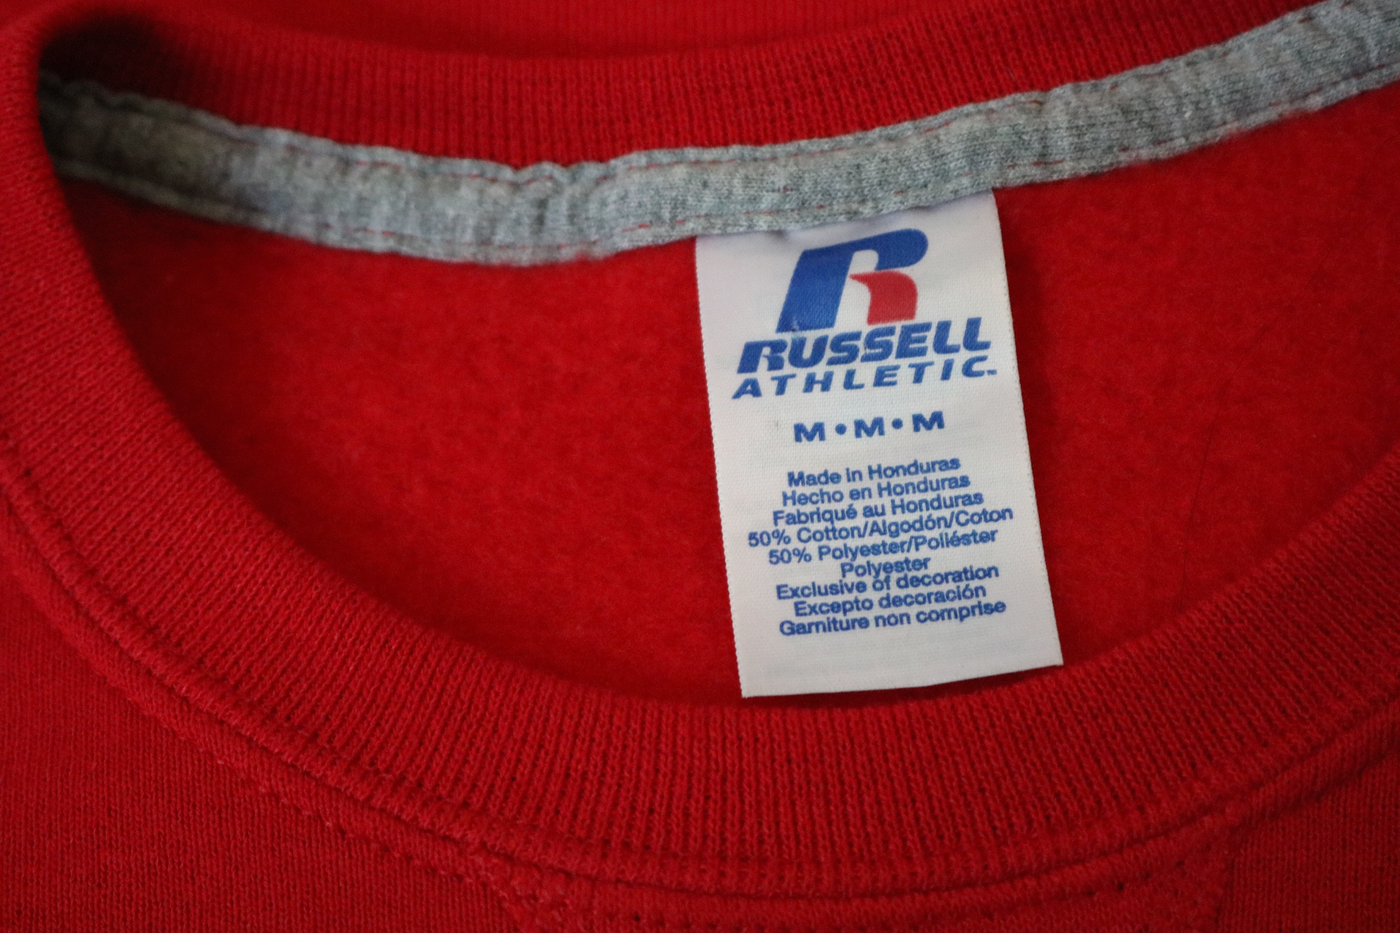 R
RUSSELL
ATHLETIC™
M•M•M
Made in Honduras
Hecho en Honduras
Fabriqué au Honduras
50% Cotton/Algodón/Coton
50% Polyester/Poliéster
Polyester
Exclusive of decoration
Excepto decoración
Garniture non comprise